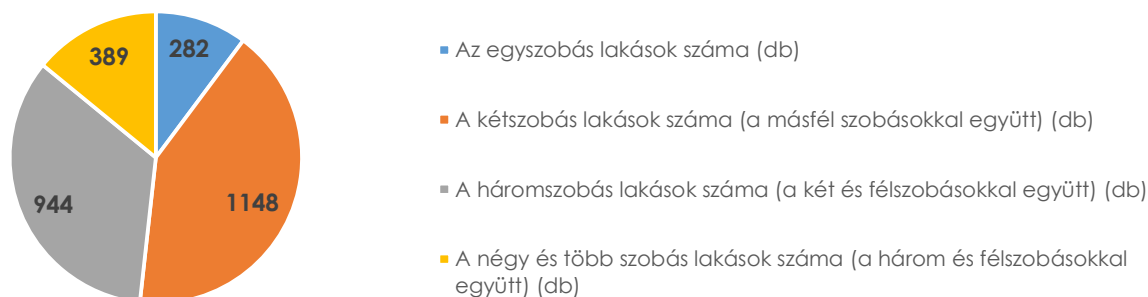 282
389
944
1148
Az egyszobás lakások száma (db)
A kétszobás lakások száma (a másfél szobásokkal együtt) (db)
A háromszobás lakások száma (a két és félszobásokkal együtt) (db)
A négy és több szobás lakások száma (a három és félszobásokkal
együtt) (db)